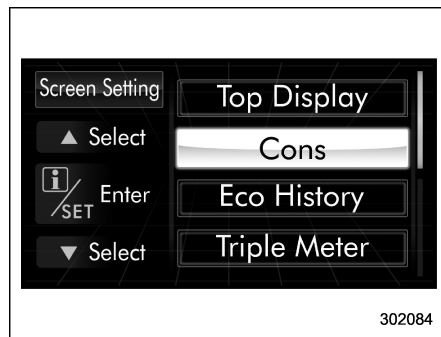 Screen Setting
▲ Select
i/SET Enter
▼ Select
Top Display
Cons
Eco History
Triple Meter
302084